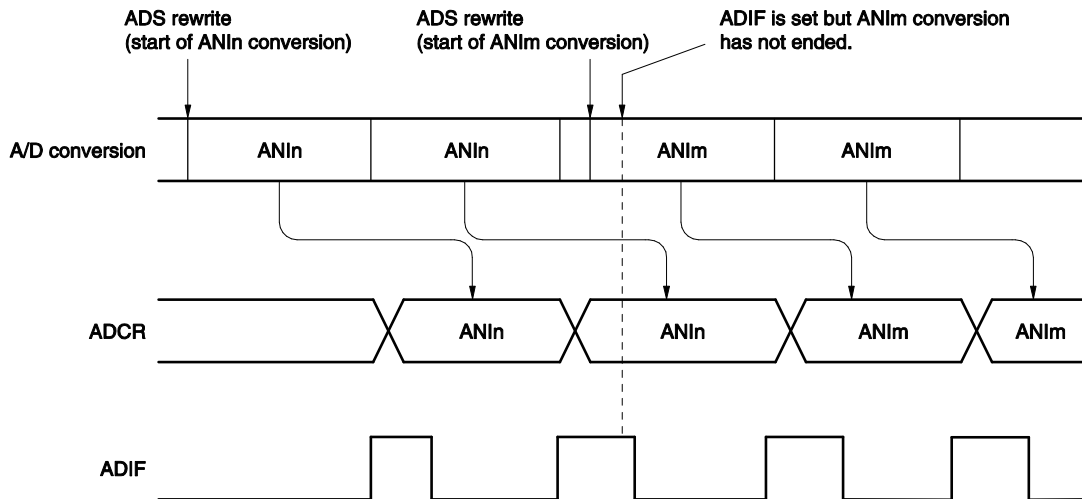 ADS rewrite
(start of ANIn conversion)
ADS rewrite
(start of ANIm conversion)
ADIF is set but ANIm conversion
has not ended.
A/D conversion
ANIn
ANIn
ANIm
ANIm
ADCR
ANIn
ANIn
ANIm
ANIm
ADIF